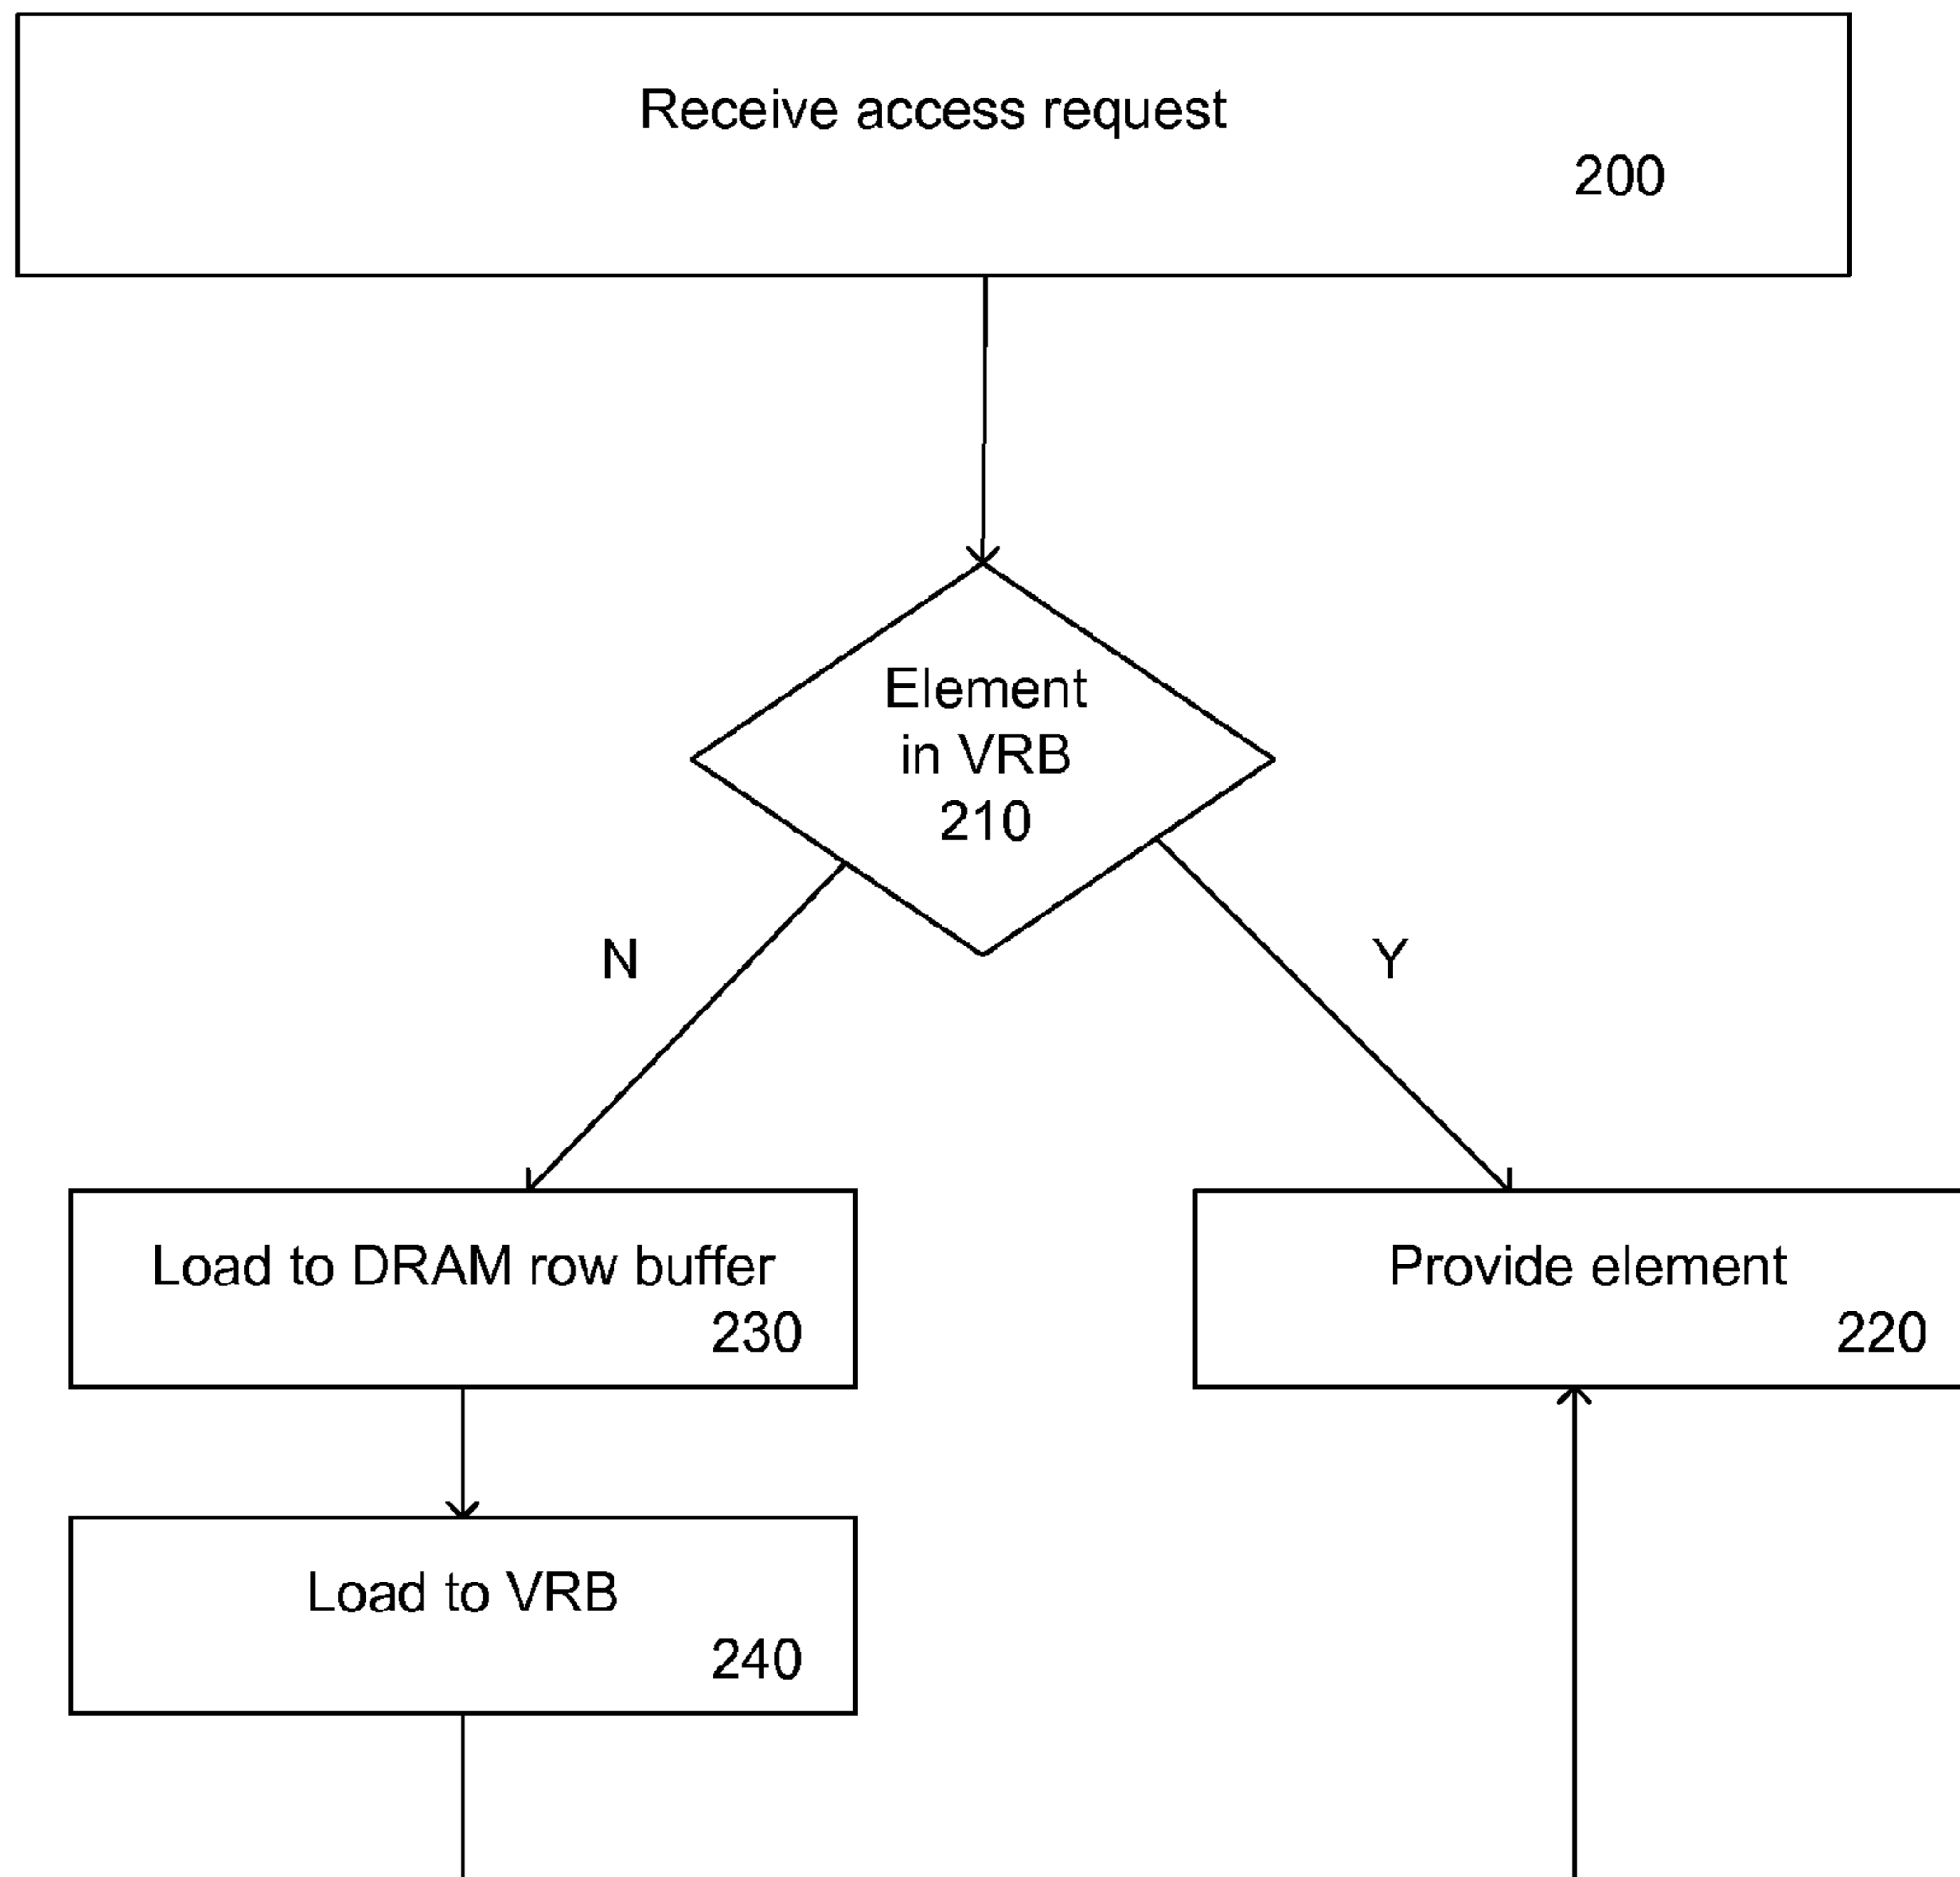 Receive access request
200
Element
in VRB
210
N
Y
Load to DRAM row buffer
230
Provide element
220
Load to VRB
240